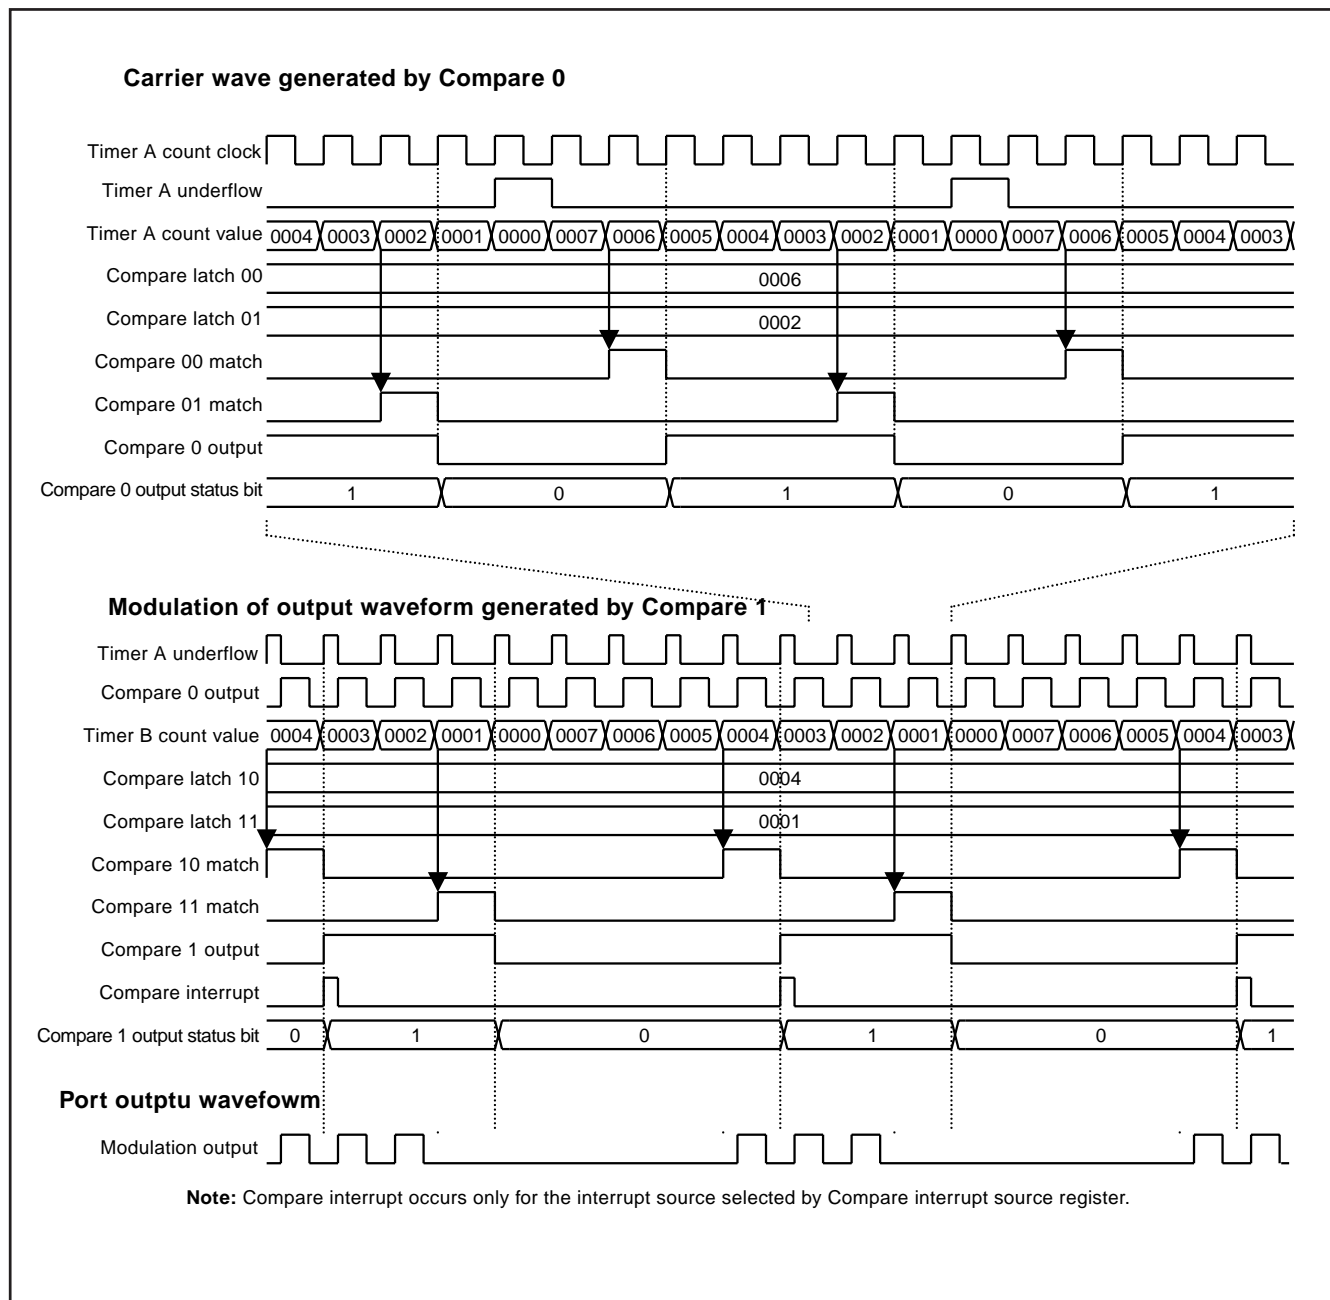 Carrier wave generated by Compare 0
Timer A count clock
Timer A underflow
Timer A count value 0004 0003 0002 0001 0000 0007 0006 0005 0004 0003 0002 0001 0000 0007 0006 0005 0004 0003
Compare latch 00 0006
Compare latch 01 0002
Compare 00 match
Compare 01 match
Compare 0 output
Compare 0 output status bit 1 0 1 0 1
Modulation of output waveform generated by Compare 1
Timer A underflow
Compare 0 output
Timer B count value 0004 0003 0002 0001 0000 0007 0006 0005 0004 0003 0002 0001 0000 0007 0006 0005 0004 0003
Compare latch 10 0004
Compare latch 11 0001
Compare 10 match
Compare 11 match
Compare 1 output
Compare interrupt
Compare 1 output status bit 0 1 0 1 0 1
Port outptu wavefowm
Modulation output
Note: Compare interrupt occurs only for the interrupt source selected by Compare interrupt source register.